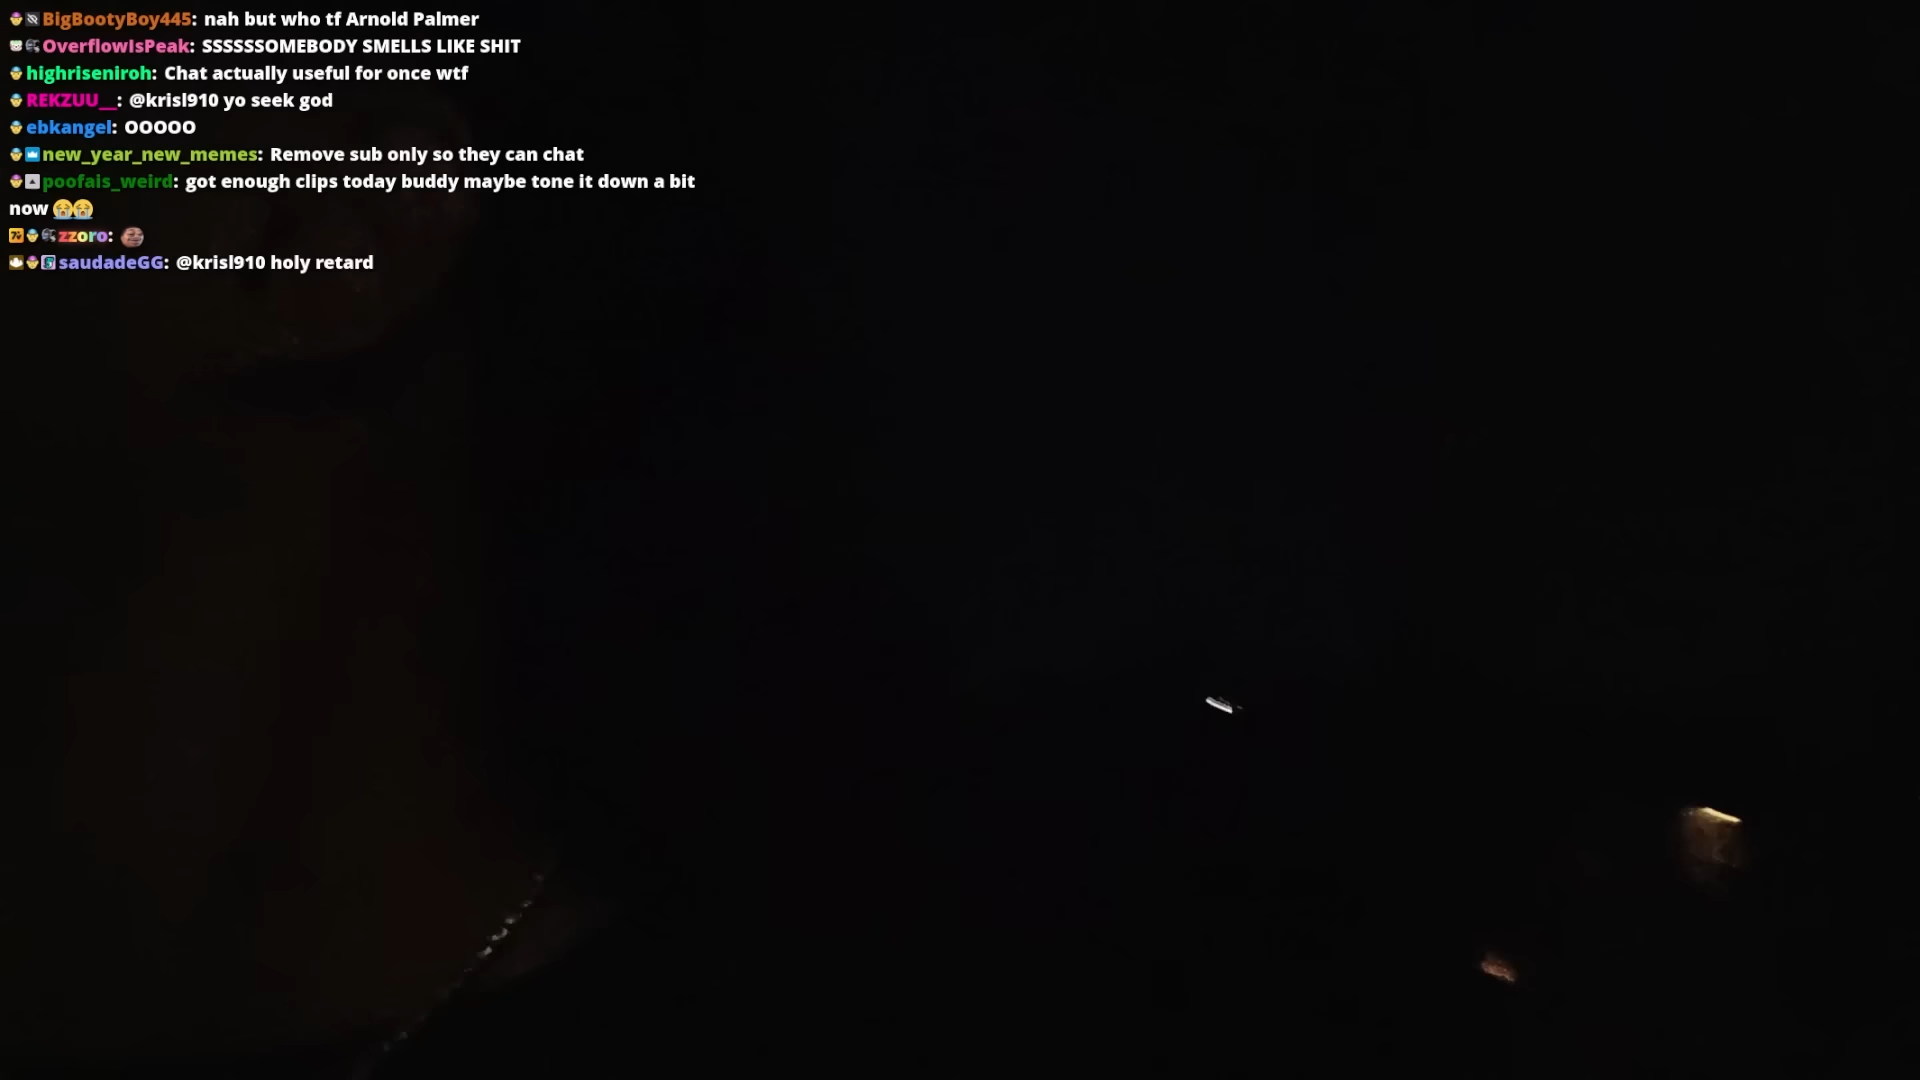 BigBootyBoy445: nah but who tf Arnold Palmer
OverflowIsPeak: SSSSSSOMEBODY SMELLS LIKE SHIT
highriseniroh: Chat actually useful for once wtf
REKZUU__: @krisl910 yo seek god
ebkangel: OOOOO
new_year_new_memes: Remove sub only so they can chat
poofais_weird: got enough clips today buddy maybe tone it down a bit
now 😭😭
zzoro:
saudadeGG: @krisl910 holy retard